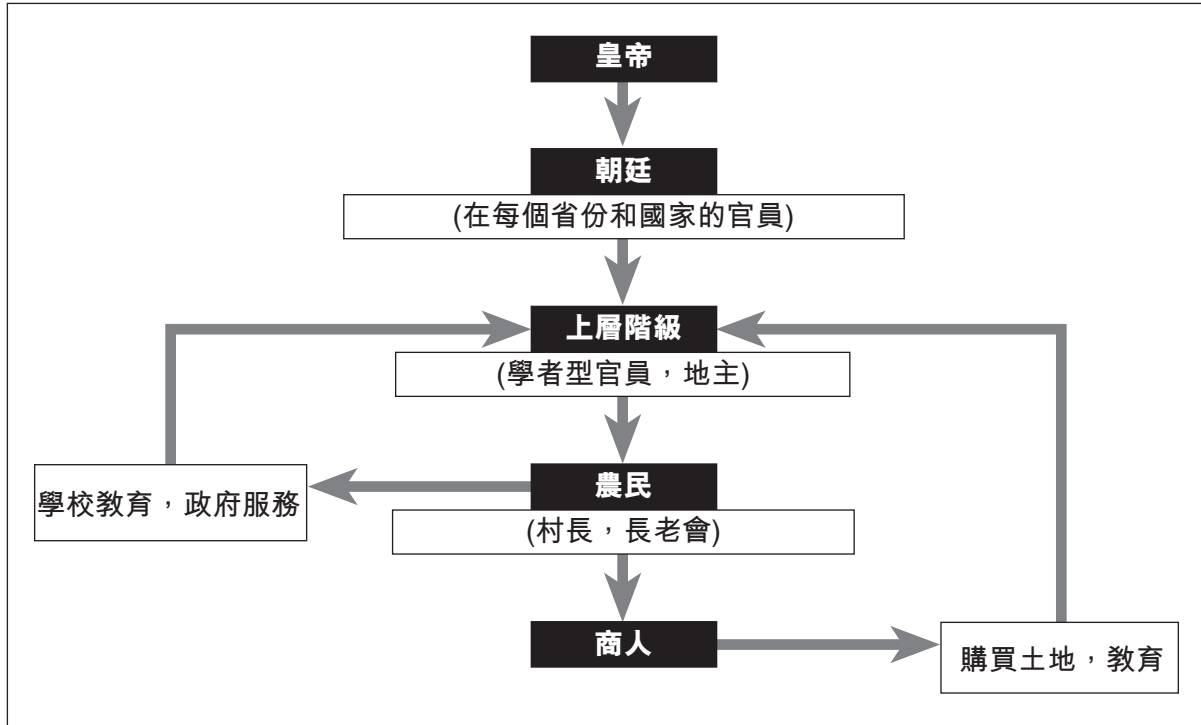 皇帝
朝廷
(在每個省份和國家的官員)
上層階級
(學者型官員，地主)
農民
學校教育，政府服務
(村長，長老會)
商人
購買土地，教育